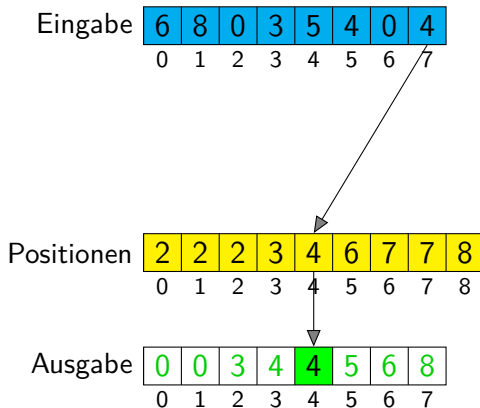 Eingabe 6 8 0 3 5 4 0 4
0 1 2 3 4 5 6 7
Positionen 2 2 2 3 4 6 7 7 8
0 1 2 3 4 5 6 7 8
Ausgabe 0 0 3 4 4 5 6 8
0 1 2 3 4 5 6 7